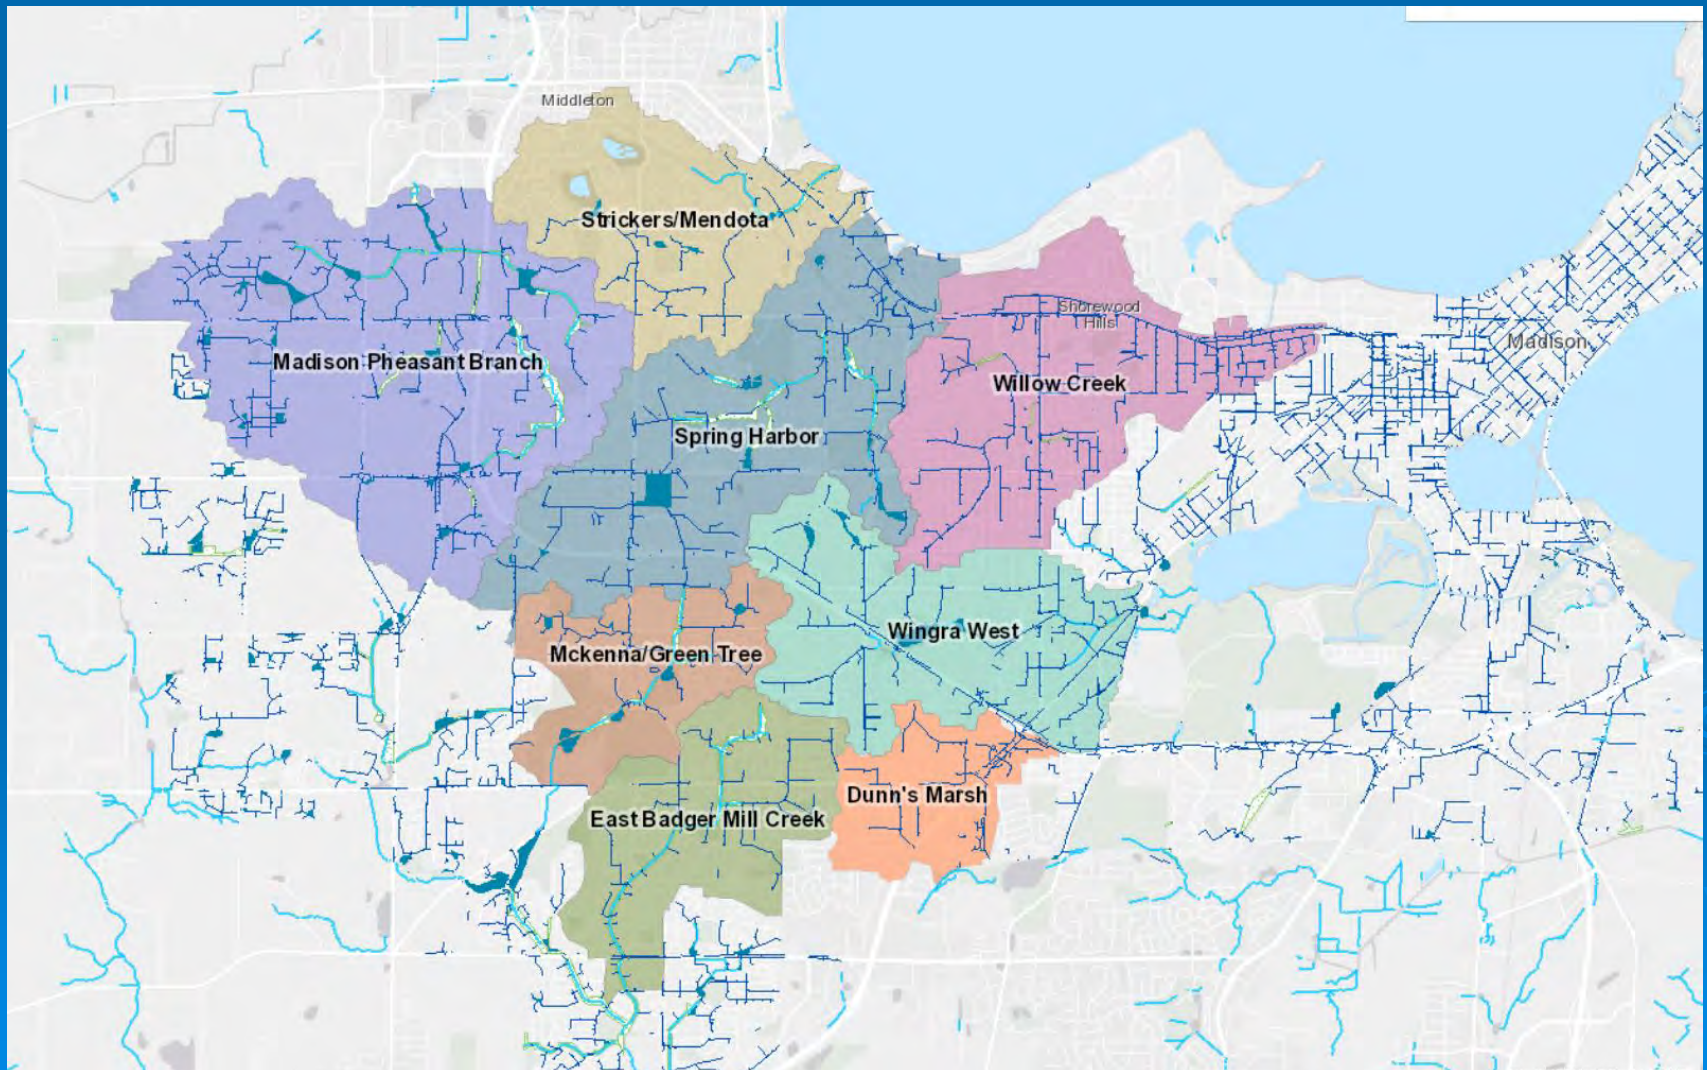 Middleton
Strickers/Mendota
Shorewood
Hills
Madison
Madison Pheasant Branch
Willow Creek
Spring Harbor
Wingra West
Mckenna/Green Tree
Dunn's Marsh
East Badger Mill Creek